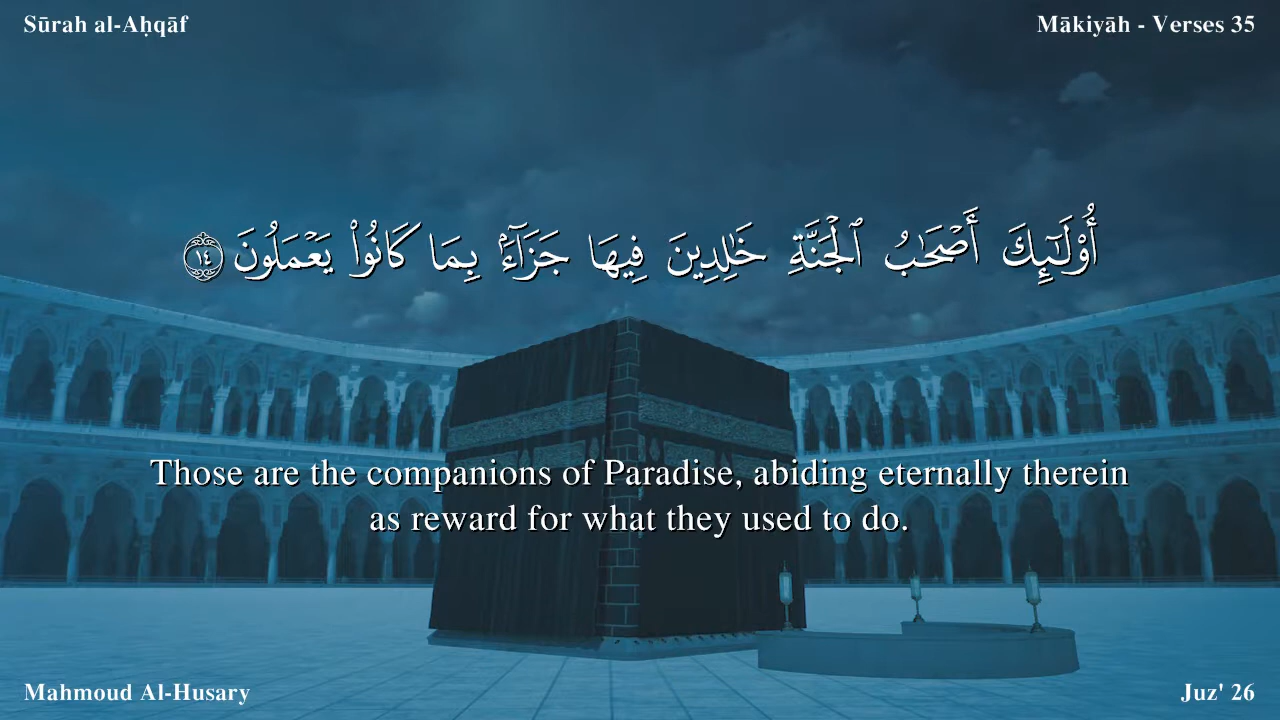 Sūrah al-Aḥqāf
Mākiyāh - Verses 35
أُو۟لَـٰٓئِكَ أَصْحَـٰبُ ٱلْجَنَّةِ خَـٰلِدِينَ فِيهَا جَزَآءًۢ بِمَا كَانُوا۟ يَعْمَلُونَ ١٤
Those are the companions of Paradise, abiding eternally therein
as reward for what they used to do.
Mahmoud Al-Husary
Juz' 26